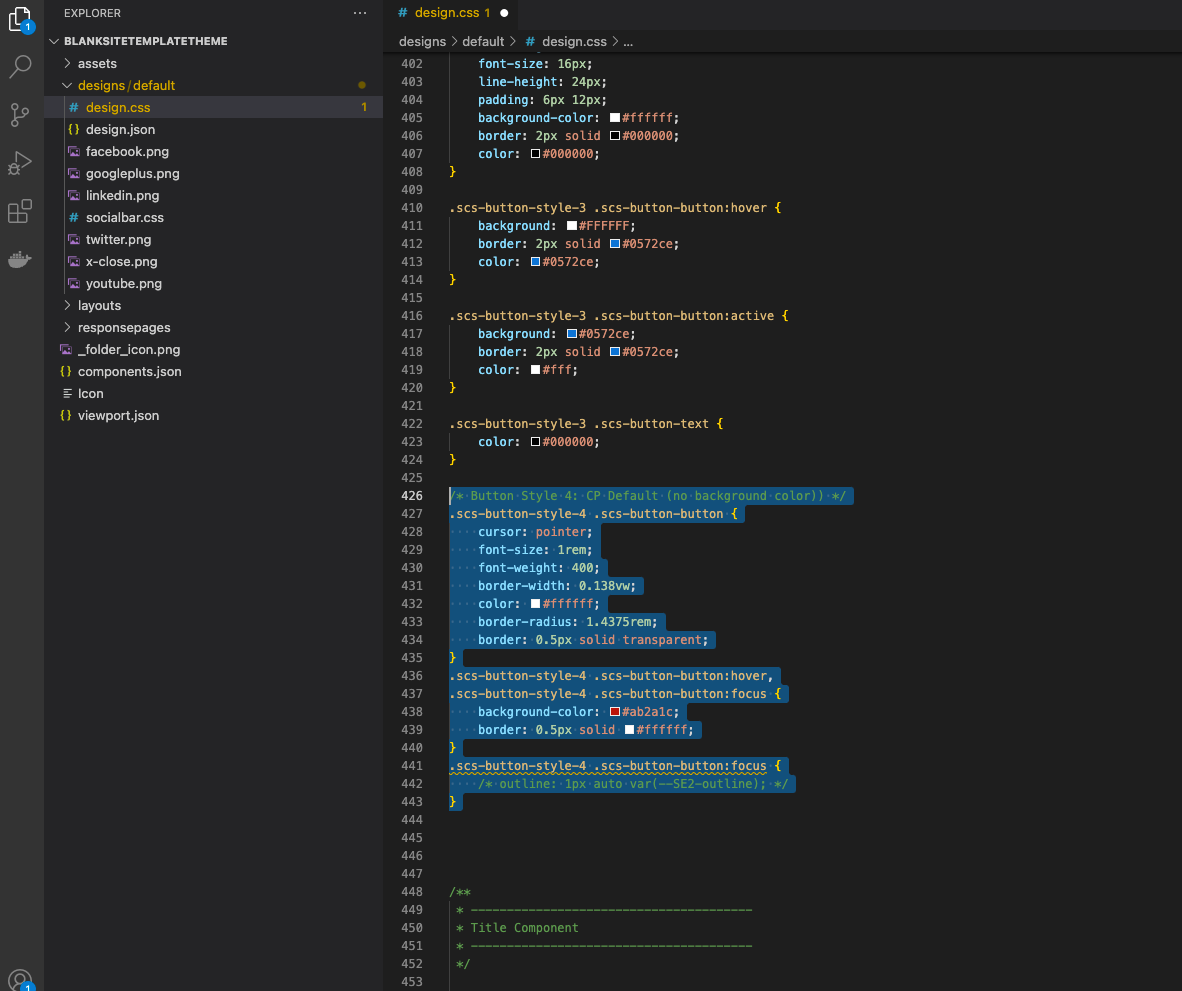 1
EXPLORER
...
BLANKSITETEMPLATETHEME
assets
designs/default
# design.css 1
{} design.json
facebook.png
googleplus.png
linkedin.png
# socialbar.css
twitter.png
x-close.png
youtube.png
layouts
responsepages
_folder_icon.png
{} components.json
Icon
{} viewport.json
1
# design.css 1
designs > default > # design.css > ...
402 font-size: 16px;
403 line-height: 24px;
404 padding: 6px 12px;
405 background-color: #ffffff;
406 border: 2px solid #000000;
407 color: #000000;
408 }
409
410 .scs-button-style-3 .scs-button-button:hover {
411 background: #FFFFFF;
412 border: 2px solid #0572ce;
413 color: #0572ce;
414 }
415
416 .scs-button-style-3 .scs-button-button:active {
417 background: #0572ce;
418 border: 2px solid #0572ce;
419 color: #fff;
420 }
421
422 .scs-button-style-3 .scs-button-text {
423 color: #000000;
424 }
425
426 /* Button Style 4: CP Default (no background color)) */
427 .scs-button-style-4 .scs-button-button {
428 cursor: pointer;
429 font-size: 1rem;
430 font-weight: 400;
431 border-width: 0.138vw;
432 color: #ffffff;
433 border-radius: 1.4375rem;
434 border: 0.5px solid transparent;
435 }
436 .scs-button-style-4 .scs-button-button:hover,
437 .scs-button-style-4 .scs-button-button:focus {
438 background-color: #ab2a1c;
439 border: 0.5px solid #ffffff;
440 }
441 .scs-button-style-4 .scs-button-button:focus {
442 /* outline: 1px auto var(--SE2-outline); */
443 }
444
445
446
447
448 /**
449 * ---------------------------------------
450 * Title Component
451 * ---------------------------------------
452 */
453